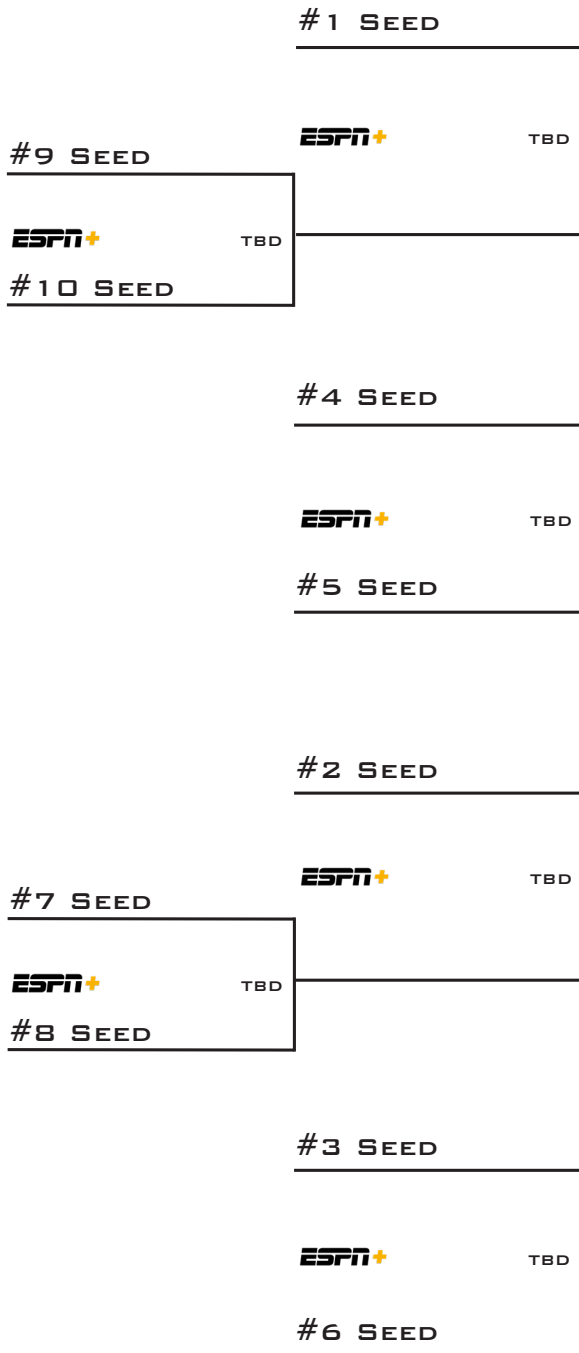 #1 Seed
ESPN+ TBD
#9 Seed
ESPN+ TBD
#10 Seed
#4 Seed
ESPN+ TBD
#5 Seed
#2 Seed
ESPN+ TBD
#7 Seed
ESPN+ TBD
#8 Seed
#3 Seed
ESPN+ TBD
#6 Seed